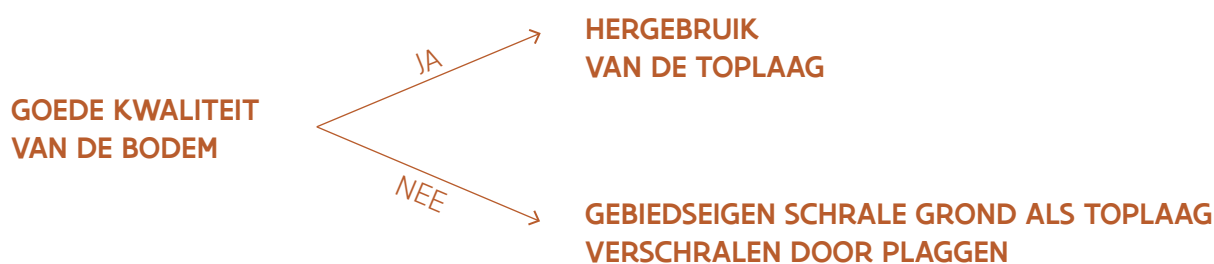 GOEDE KWALITEIT
VAN DE BODEM
JA
HERGEBRUIK
VAN DE TOPLAAG
NEE
GEBIEDSEIGEN SCHRALE GROND ALS TOPLAAG
VERSCHRALEN DOOR PLAGGEN